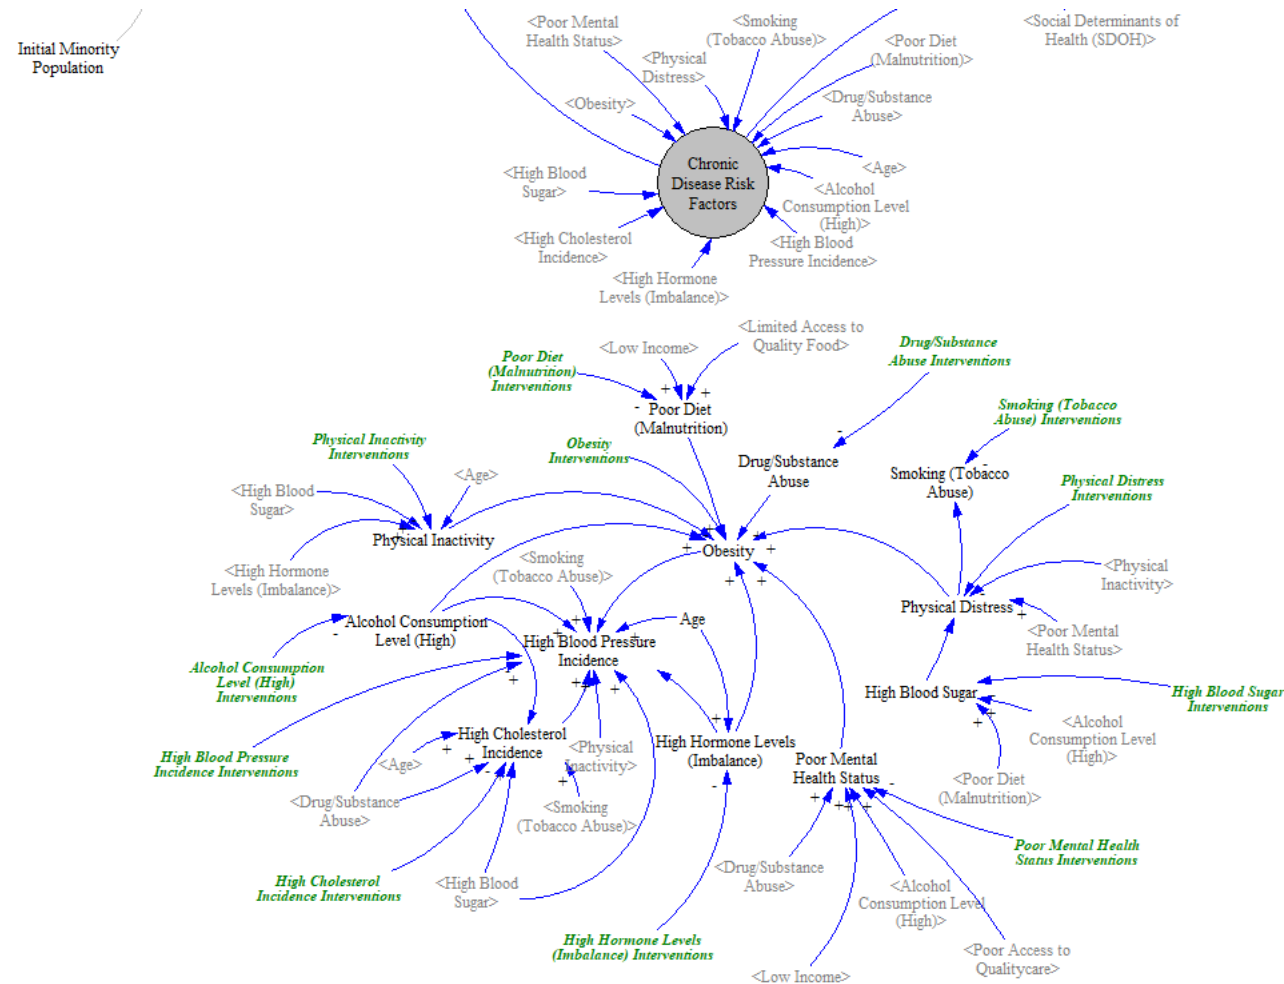 Initial Minority
Population
<Poor Mental
Health Status>
<Smoking
(Tobacco Abuse)>
<Social Determinants of
Health (SDOH)>
<Physical
Distress>
<Poor Diet
(Malnutrition)>
<Obesity>
<Drug/Substance
Abuse>
Chronic
Disease Risk
Factors
<High Blood
Sugar>
<Age>
<Alcohol
Consumption Level
(High)>
<High Cholesterol
Incidence>
<High Blood
Pressure Incidence>
<High Hormone
Levels (Imbalance)>
<Limited Access to
Quality Food>
<Low Income>
Poor Diet
(Malnutrition)
Interventions
Drug/Substance
Abuse Interventions
Poor Diet
(Malnutrition)
Smoking (Tobacco
Abuse) Interventions
Physical Inactivity
Interventions
Obesity
Interventions
Drug/Substance
Abuse
Smoking (Tobacco
Abuse)
Physical Distress
Interventions
<Age>
<High Blood
Sugar>
Physical Inactivity
Obesity
<High Hormone
Levels (Imbalance)>
<Smoking
(Tobacco Abuse)>
<Physical
Inactivity>
Physical Distress
Alcohol Consumption
Level (High)
Age
High Blood Pressure
Incidence
<Poor Mental
Health Status>
Alcohol Consumption
Level (High)
Interventions
High Blood Sugar
High Blood Sugar
Interventions
High Blood Pressure
Incidence Interventions
High Cholesterol
Incidence
<Age>
<Physical
Inactivity>
High Hormone Levels
(Imbalance)
Poor Mental
Health Status
<Alcohol
Consumption Level
(High)>
<Poor Diet
(Malnutrition)>
<Drug/Substance
Abuse>
<Smoking
(Tobacco Abuse)>
Poor Mental Health
Status Interventions
High Cholesterol
Incidence Interventions
<High Blood
Sugar>
<Drug/Substance
Abuse>
<Alcohol
Consumption Level
(High)>
High Hormone Levels
(Imbalance) Interventions
<Low Income>
<Poor Access to
Qualitycare>